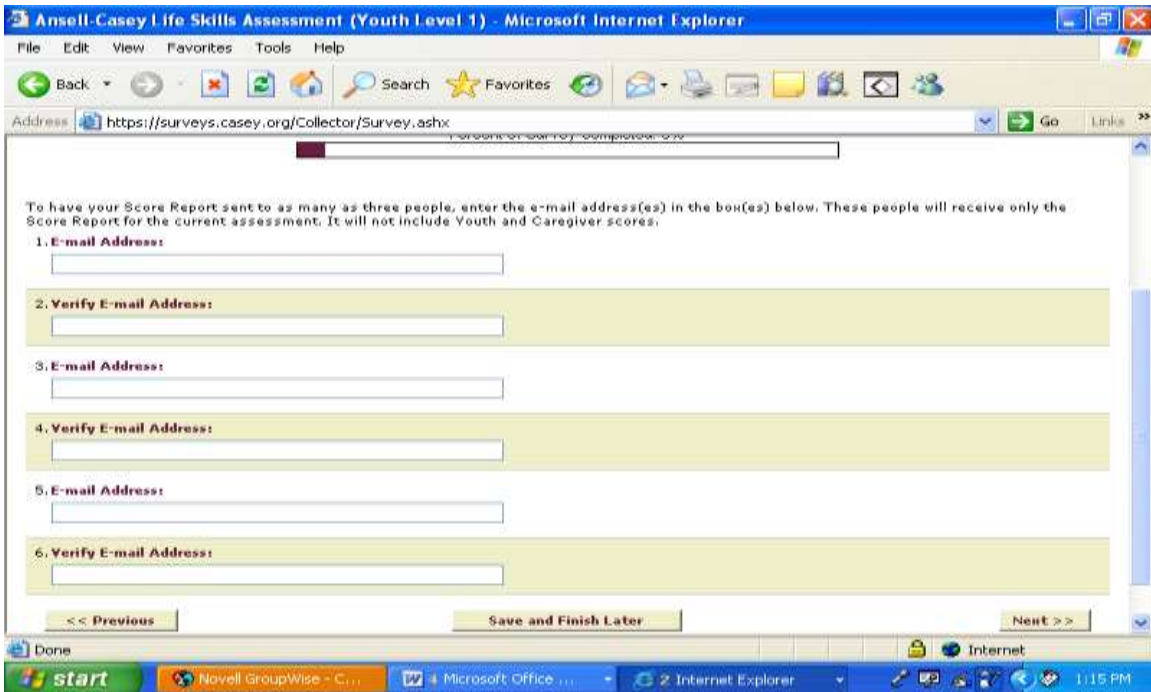 Ansell-Casey Life Skills Assessment (Youth Level 1) - Microsoft Internet Explorer
File Edit View Favorites Tools Help
Back Search Favorites
Address https://surveys.casey.org/Collector/Survey.ashx Go Links »
Percent of Survey Completed:
To have your Score Report sent to as many as three people, enter the e-mail address(es) in the box(es) below. These people will receive only the
Score Report for the current assessment. It will not include Youth and Caregiver scores.
1. E-mail Address:
2. Verify E-mail Address:
3. E-mail Address:
4. Verify E-mail Address:
5. E-mail Address:
6. Verify E-mail Address:
<< Previous Save and Finish Later Next >>
Done Internet
start Novell GroupWise - C... 4 Microsoft Office ... 2 Internet Explorer 1:15 PM